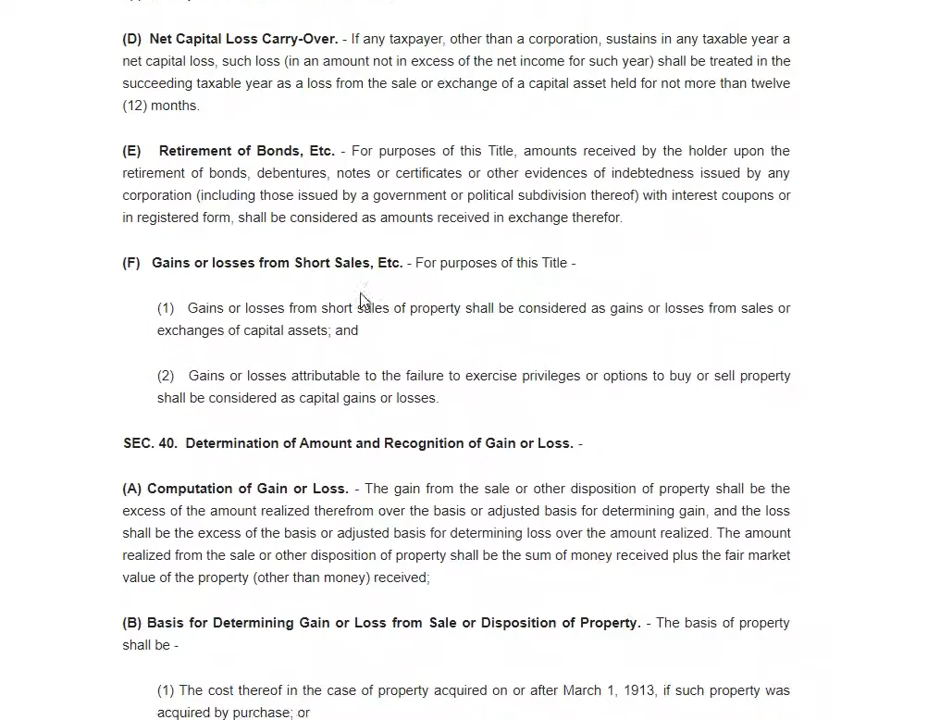 (D) Net Capital Loss Carry-Over. - If any taxpayer, other than a corporation, sustains in any taxable year a
net capital loss, such loss (in an amount not in excess of the net income for such year) shall be treated in the
succeeding taxable year as a loss from the sale or exchange of a capital asset held for not more than twelve
(12) months.
(E) Retirement of Bonds, Etc. - For purposes of this Title, amounts received by the holder upon the
retirement of bonds, debentures, notes or certificates or other evidences of indebtedness issued by any
corporation (including those issued by a government or political subdivision thereof) with interest coupons or
in registered form, shall be considered as amounts received in exchange therefor.
(F) Gains or losses from Short Sales, Etc. - For purposes of this Title -
(1) Gains or losses from short sales of property shall be considered as gains or losses from sales or
exchanges of capital assets; and
(2) Gains or losses attributable to the failure to exercise privileges or options to buy or sell property
shall be considered as capital gains or losses.
SEC. 40. Determination of Amount and Recognition of Gain or Loss. -
(A) Computation of Gain or Loss. - The gain from the sale or other disposition of property shall be the
excess of the amount realized therefrom over the basis or adjusted basis for determining gain, and the loss
shall be the excess of the basis or adjusted basis for determining loss over the amount realized. The amount
realized from the sale or other disposition of property shall be the sum of money received plus the fair market
value of the property (other than money) received;
(B) Basis for Determining Gain or Loss from Sale or Disposition of Property. - The basis of property
shall be -
(1) The cost thereof in the case of property acquired on or after March 1, 1913, if such property was
acquired by purchase; or